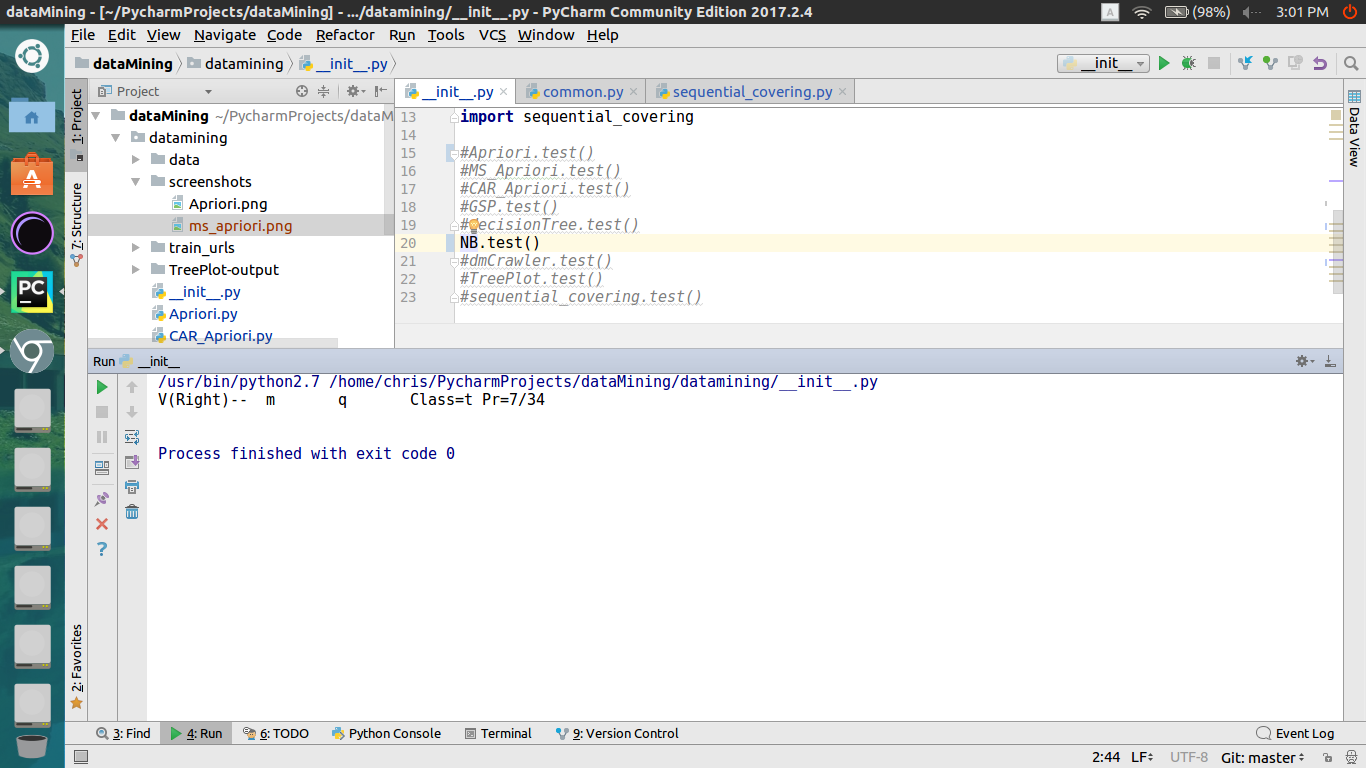 dataMining - [~/PycharmProjects/dataMining] - .../datamining/__init__.py - PyCharm Community Edition 2017.2.4
A
(98%)
3:01 PM
File Edit View Navigate Code Refactor Run Tools VCS Window Help
dataMining datamining __init__.py
__init__
1: Project
7: Structure
2: Favorites
Project
dataMining ~/PycharmProjects/dataM
datamining
data
screenshots
Apriori.png
ms_apriori.png
train_urls
TreePlot-output
__init__.py
Apriori.py
CAR_Apriori.py
__init__.py common.py sequential_covering.py
13 import sequential_covering
14
15 #Apriori.test()
16 #MS_Apriori.test()
17 #CAR_Apriori.test()
18 #GSP.test()
19 #DecisionTree.test()
20 NB.test()
21 #dmCrawler.test()
22 #TreePlot.test()
23 #sequential_covering.test()
Data View
PC
Run __init__
/usr/bin/python2.7 /home/chris/PycharmProjects/dataMining/datamining/__init__.py
V(Right)-- m q Class=t Pr=7/34
Process finished with exit code 0
?
3: Find 4: Run 6: TODO Python Console Terminal 9: Version Control Event Log
2:44 LF UTF-8 Git: master